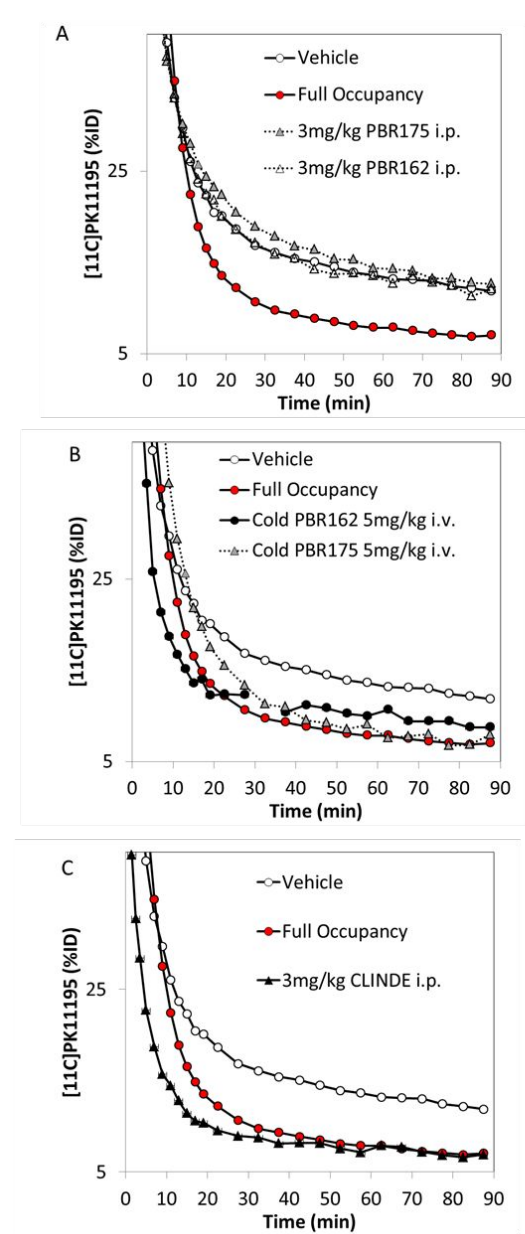 A
Vehicle
Full Occupancy
3mg/kg PBR175 i.p.
3mg/kg PBR162 i.p.
[11C]PK11195 (%ID)
25
5
0 10 20 30 40 50 60 70 80 90
Time (min)
B
Vehicle
Full Occupancy
Cold PBR162 5mg/kg i.v.
Cold PBR175 5mg/kg i.v.
[11C]PK11195 (%ID)
25
5
0 10 20 30 40 50 60 70 80 90
Time (min)
C
Vehicle
Full Occupancy
3mg/kg CLINDE i.p.
[11C]PK11195 (%ID)
25
5
0 10 20 30 40 50 60 70 80 90
Time (min)